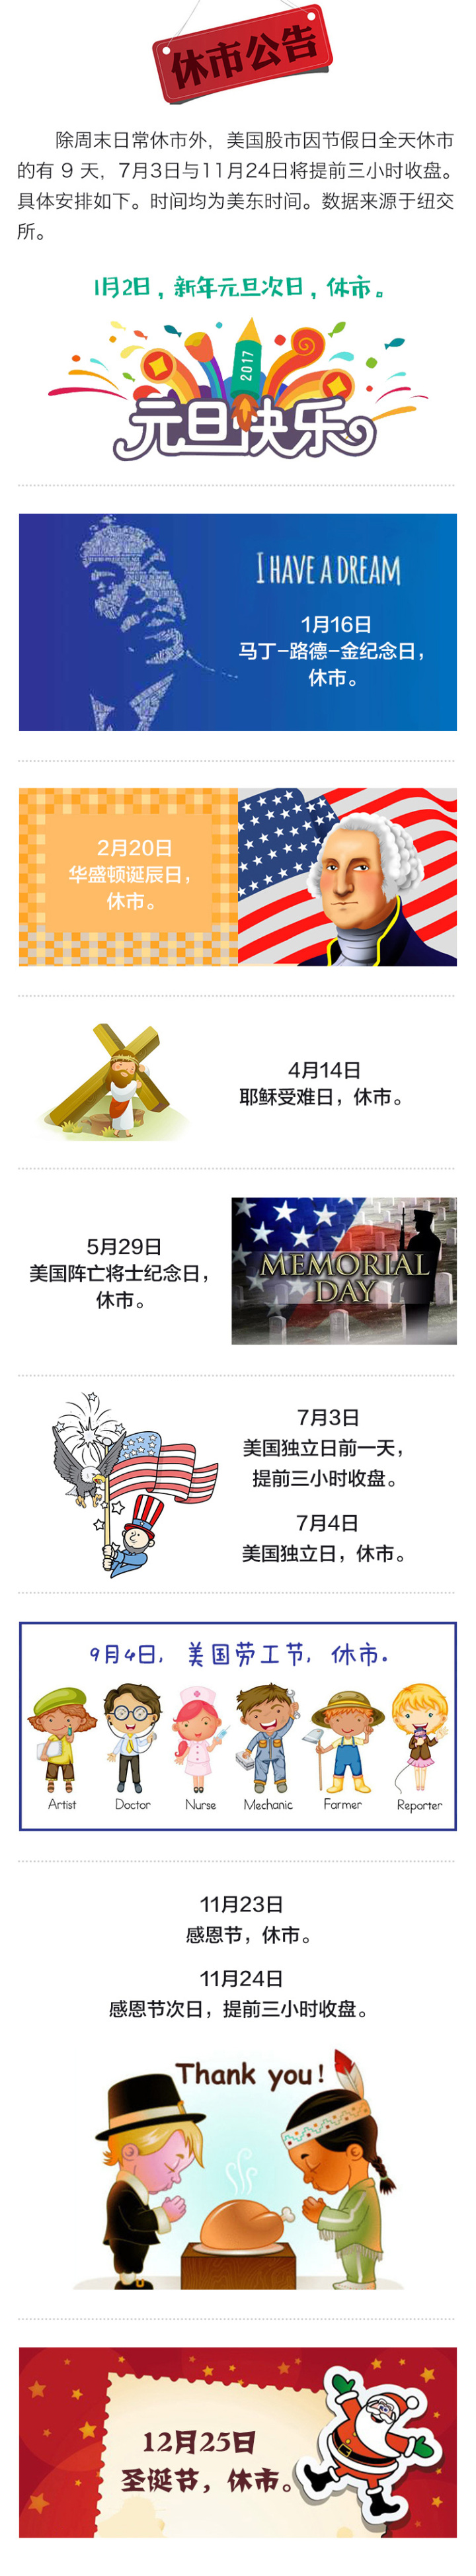 休市公告
除周末日常休市外，美国股市因节假日全天休市
的有 9 天，7月3日与11月24日将提前三小时收盘。
具体安排如下。时间均为美东时间。数据来源于纽交
所。
1月2日，新年元旦次日，休市。
2017
元旦快乐
I HAVE A DREAM
1月16日
马丁-路德-金纪念日，
休市。
2月20日
华盛顿诞辰日，
休市。
4月14日
耶稣受难日，休市。
5月29日
美国阵亡将士纪念日，
休市。
MEMORIAL
DAY
7月3日
美国独立日前一天，
提前三小时收盘。
7月4日
美国独立日，休市。
9月4日，美国劳工节，休市。
Artist Doctor Nurse Mechanic Farmer Reporter
11月23日
感恩节，休市。
11月24日
感恩节次日，提前三小时收盘。
Thank you!
12月25日
圣诞节，休市。